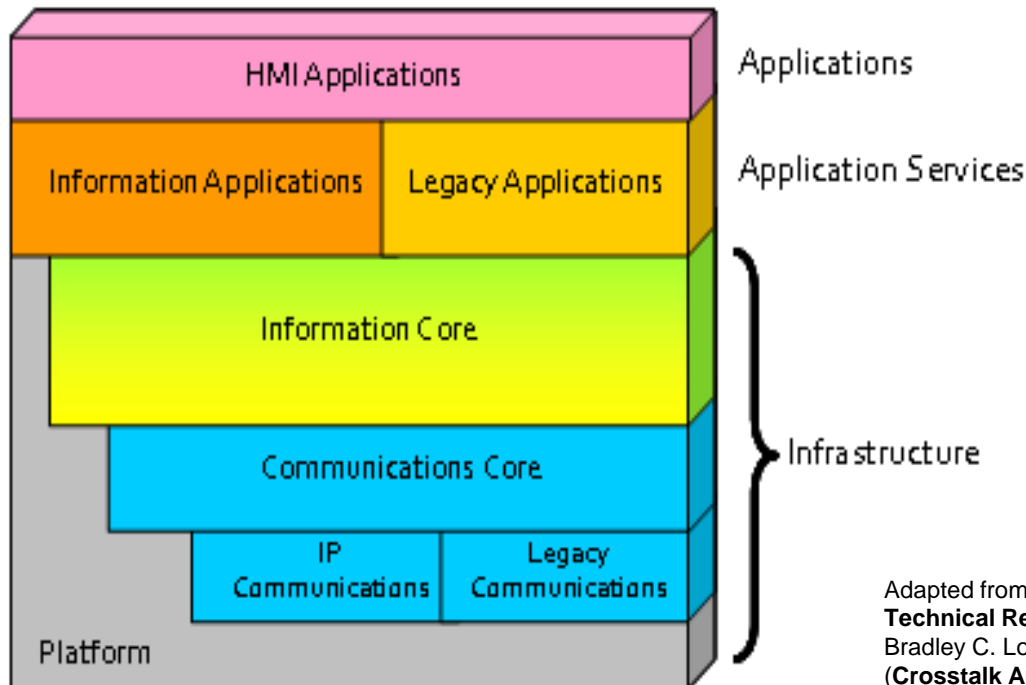 HMI Applications
Applications
Information Applications
Legacy Applications
Application Services
Information Core
Communications Core
Infrastructure
IP
Communications
Legacy
Communications
Platform
Adapted from
Technical Re
Bradley C. Lo
(Crosstalk A